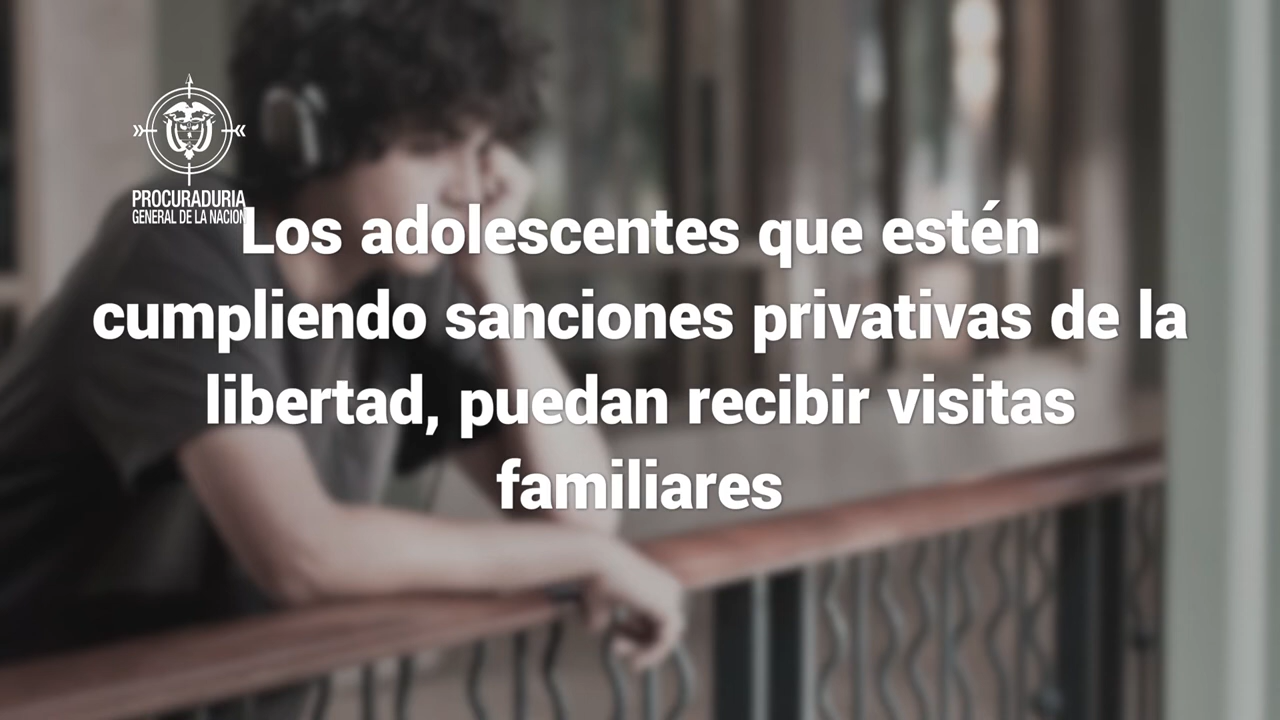 PROCURADURIA
GENERAL DE LA NACION
Los adolescentes que estén
cumpliendo sanciones privativas de la
libertad, puedan recibir visitas
familiares